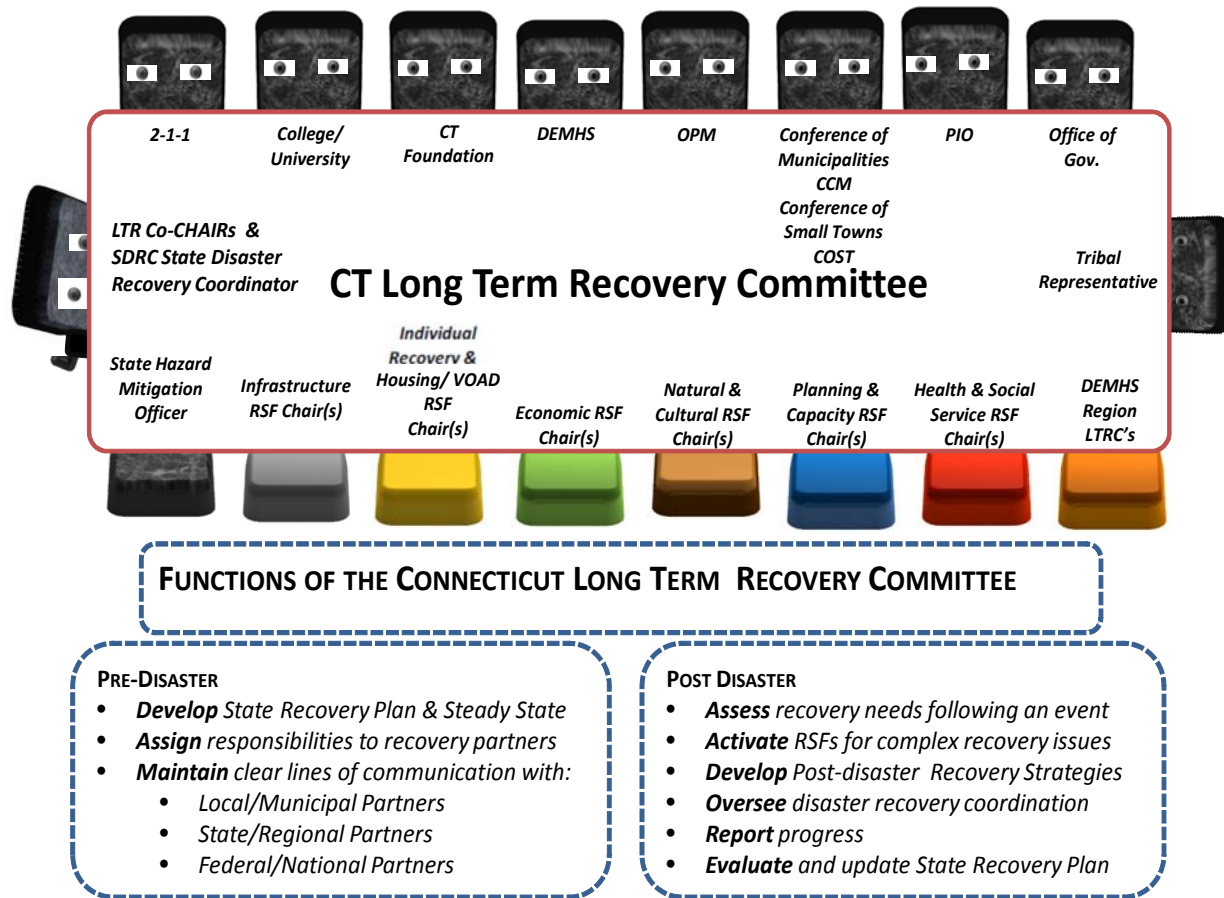 2-1-1
College/
University
CT
Foundation
DEMHS
OPM
Conference of
Municipalities
CCM
Conference of
Small Towns
COST
PIO
Office of
Gov.
LTR Co-CHAIRs &
SDRC State Disaster
Recovery Coordinator
CT Long Term Recovery Committee
Tribal
Representative
State Hazard
Mitigation
Officer
Infrastructure
RSF Chair(s)
Individual
Recovery &
Housing/ VOAD
RSF
Chair(s)
Economic RSF
Chair(s)
Natural &
Cultural RSF
Chair(s)
Planning &
Capacity RSF
Chair(s)
Health & Social
Service RSF
Chair(s)
DEMHS
Region
LTRC's
FUNCTIONS OF THE CONNECTICUT LONG TERM RECOVERY COMMITTEE
PRE-DISASTER
• Develop State Recovery Plan & Steady State
• Assign responsibilities to recovery partners
• Maintain clear lines of communication with:
• Local/Municipal Partners
• State/Regional Partners
• Federal/National Partners
POST DISASTER
• Assess recovery needs following an event
• Activate RSFs for complex recovery issues
• Develop Post-disaster Recovery Strategies
• Oversee disaster recovery coordination
• Report progress
• Evaluate and update State Recovery Plan